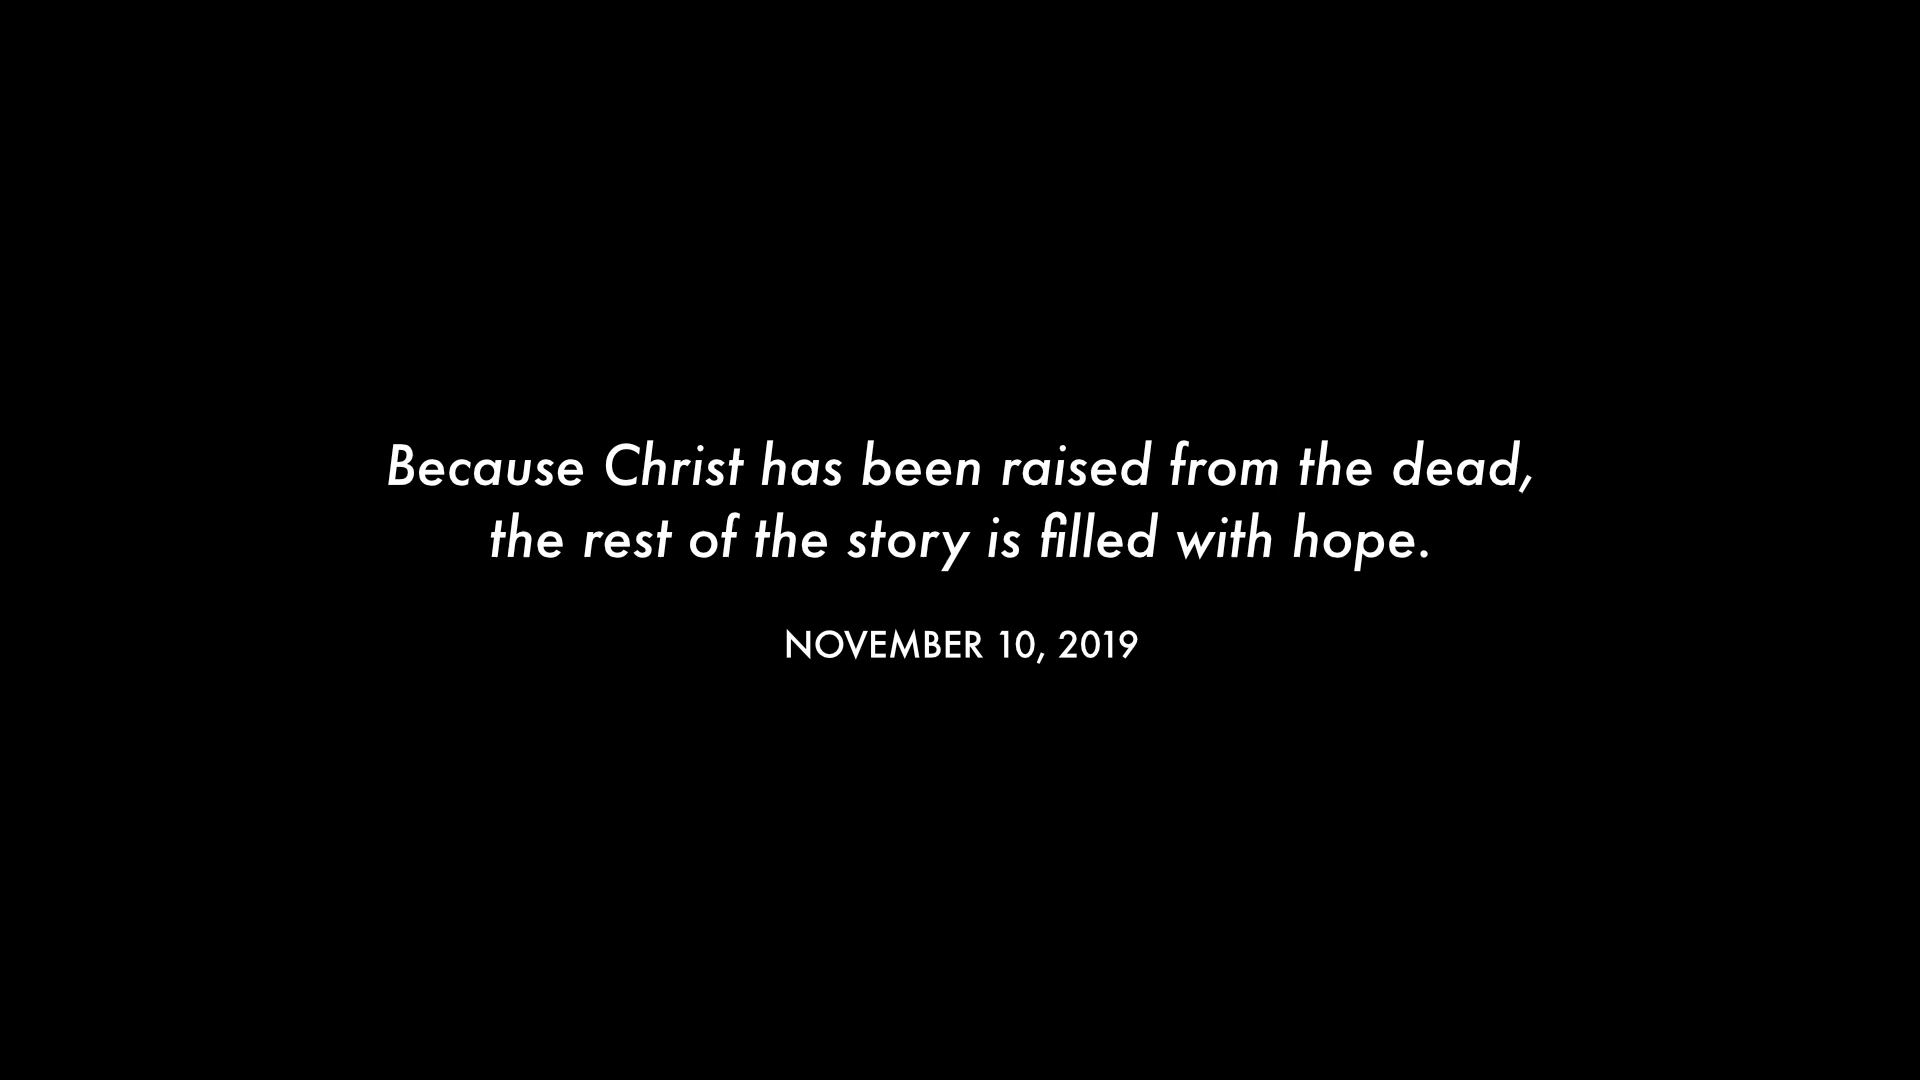 Because Christ has been raised from the dead,
the rest of the story is filled with hope.
NOVEMBER 10, 2019